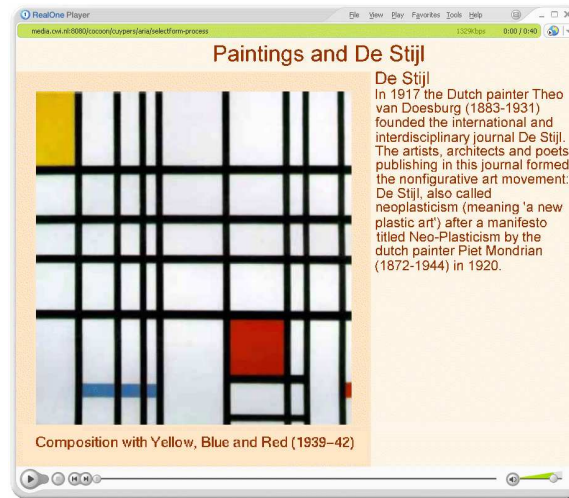 RealOne Player
File View Play Favorites Tools Help
media.cwi.nl:8080/cocoon/cuypers/aria/selectform-process 1329Kbps 0:00 / 0:40
Paintings and De Stijl
De Stijl
In 1917 the Dutch painter Theo
van Doesburg (1883-1931)
founded the international and
interdisciplinary journal De Stijl.
The artists, architects and poets
publishing in this journal formed
the nonfigurative art movement:
De Stijl, also called
neoplasticism (meaning 'a new
plastic art') after a manifesto
titled Neo-Plasticism by the
dutch painter Piet Mondrian
(1872-1944) in 1920.
Composition with Yellow, Blue and Red (1939–42)